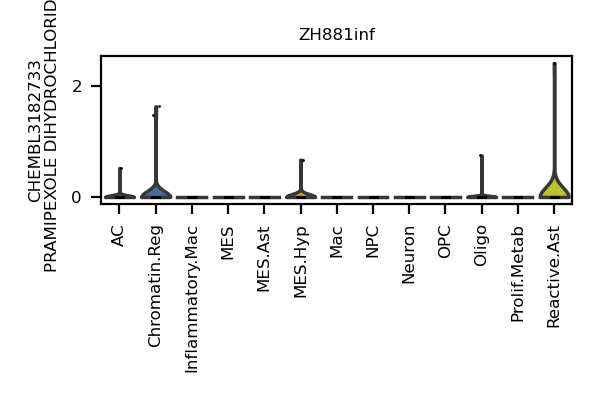 ZH881inf
CHEMBL3182733
PRAMIPEXOLE DIHYDROCHLORID
2
0
AC
Chromatin.Reg
Inflammatory.Mac
MES
MES.Ast
MES.Hyp
Mac
NPC
Neuron
OPC
Oligo
Prolif.Metab
Reactive.Ast